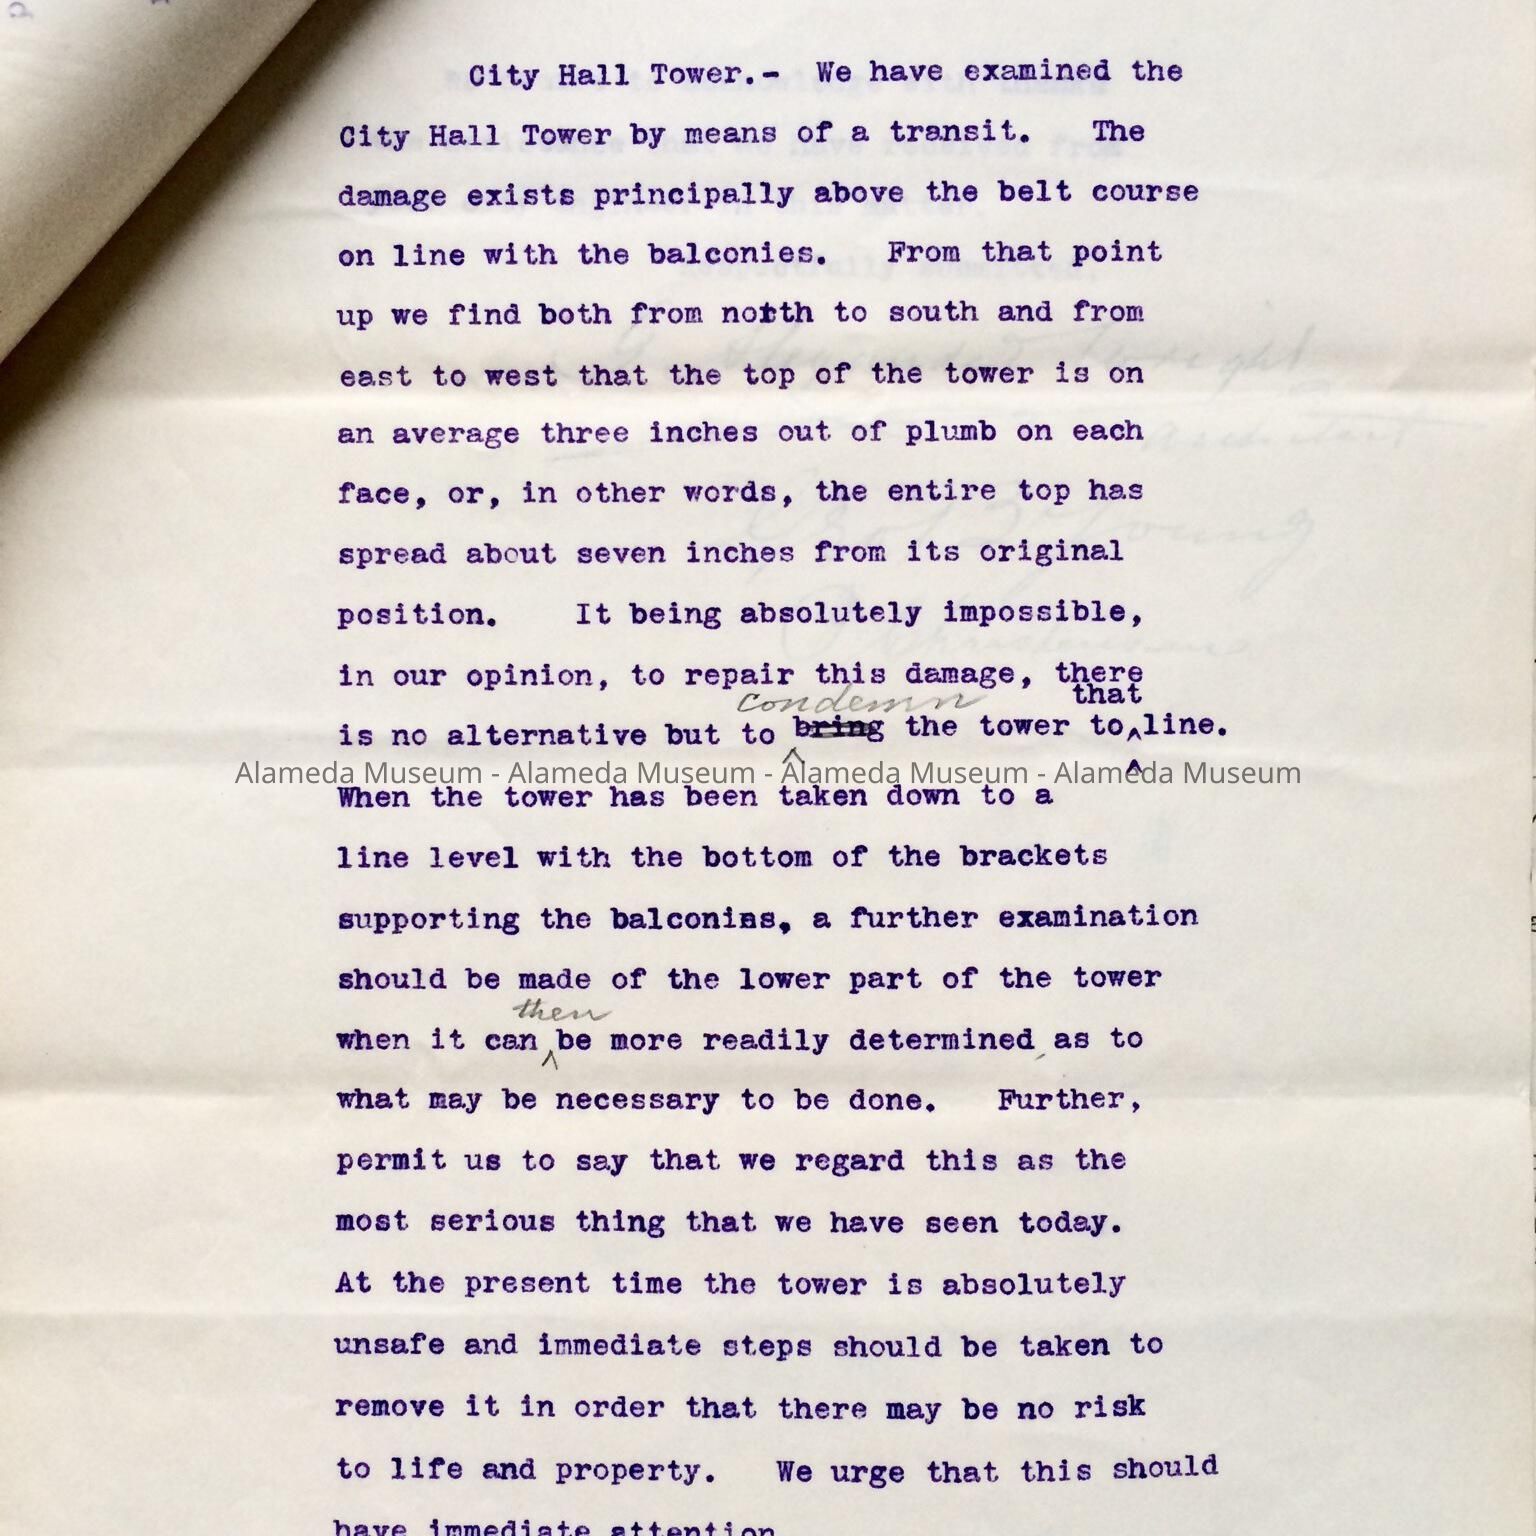 City Hall Tower.- We have examined the
City Hall Tower by means of a transit. The
damage exists principally above the belt course
on line with the balconies. From that point
up we find both from north to south and from
east to west that the top of the tower is on
an average three inches out of plumb on each
face, or, in other words, the entire top has
spread about seven inches from its original
position. It being absolutely impossible,
in our opinion, to repair this damage, there
condemn that
is no alternative but to bring the tower to line.
Alameda Museum - Alameda Museum - Alameda Museum - Alameda Museum
When the tower has been taken down to a
line level with the bottom of the brackets
supporting the balconies, a further examination
should be made of the lower part of the tower
then
when it can be more readily determined as to
what may be necessary to be done. Further,
permit us to say that we regard this as the
most serious thing that we have seen today.
At the present time the tower is absolutely
unsafe and immediate steps should be taken to
remove it in order that there may be no risk
to life and property. We urge that this should
have immediate attention